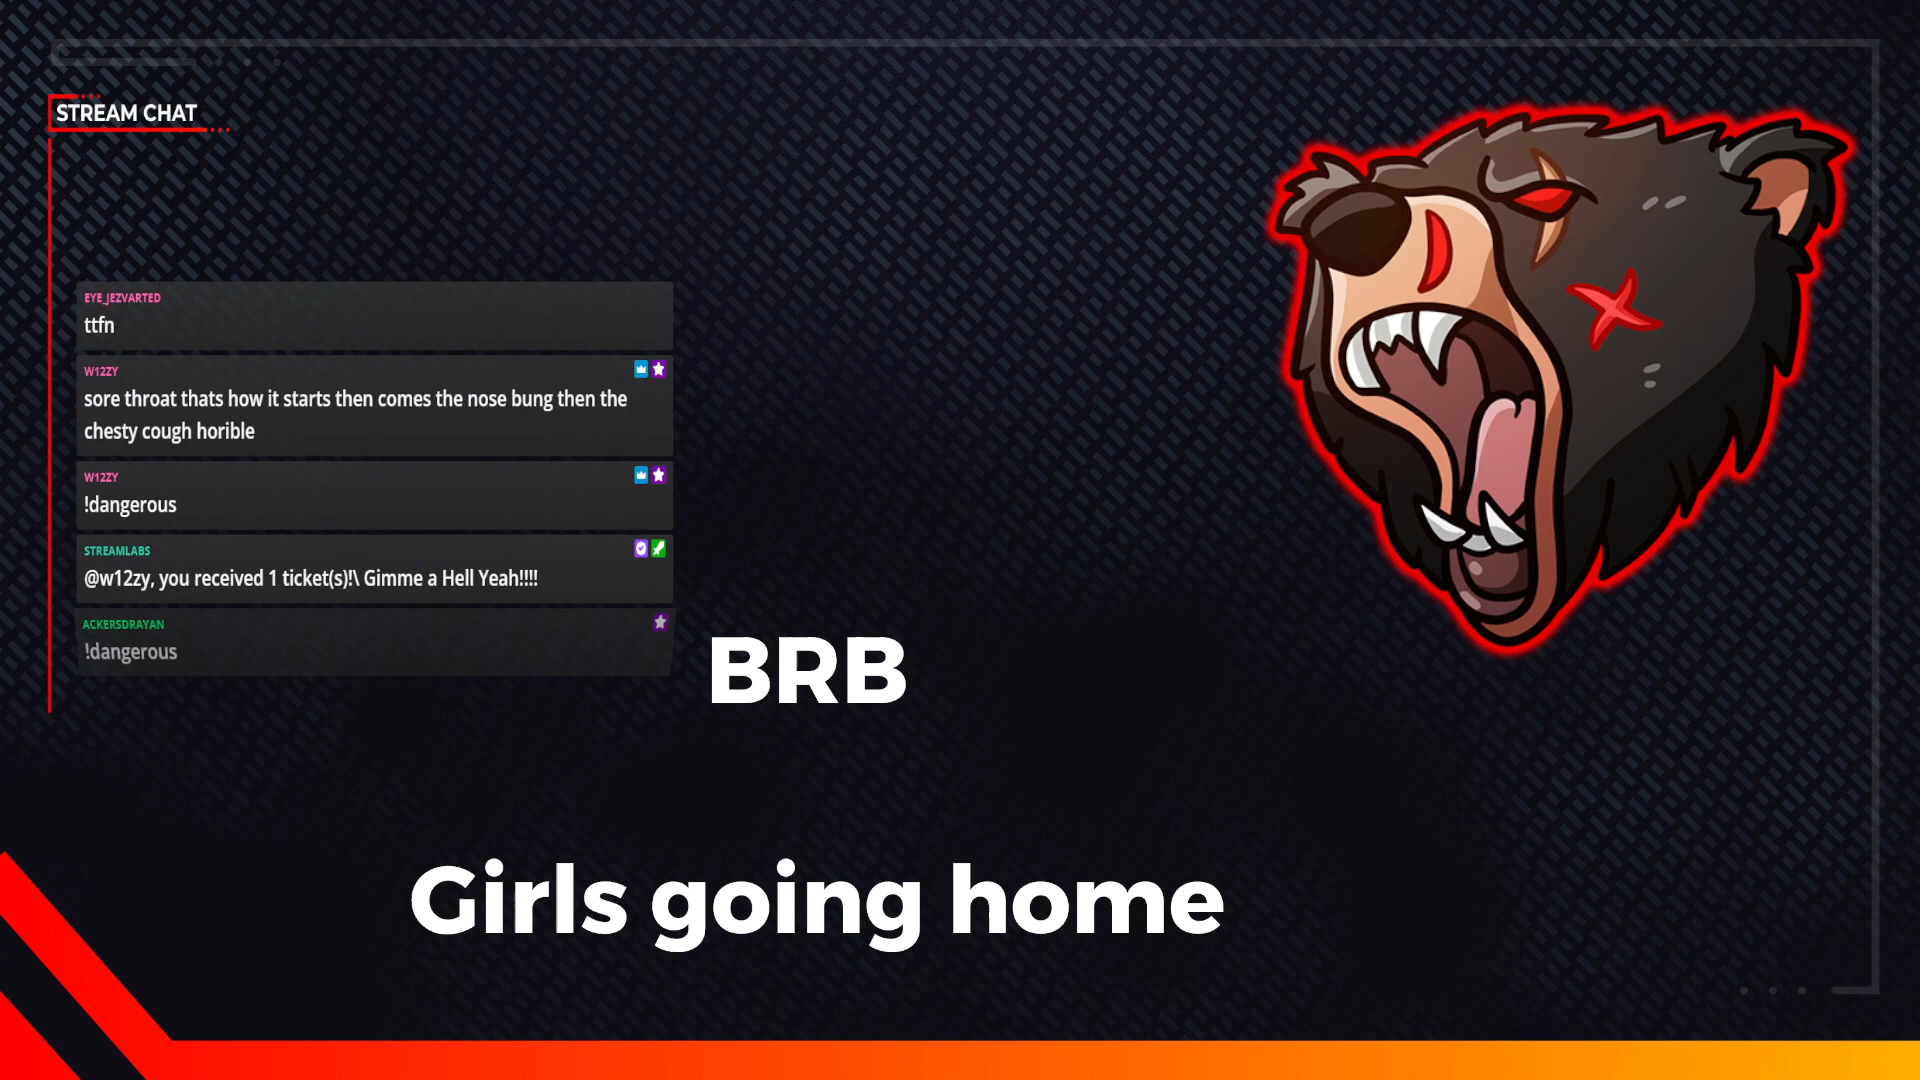 STREAM CHAT
EYE_JEZVARTED
ttfn
W12ZY
sore throat thats how it starts then comes the nose bung then the
chesty cough horible
W12ZY
!dangerous
STREAMLABS
@w12zy, you received 1 ticket(s)!\ Gimme a Hell Yeah!!!!
ACKERSDRAYAN
!dangerous
BRB
Girls going home